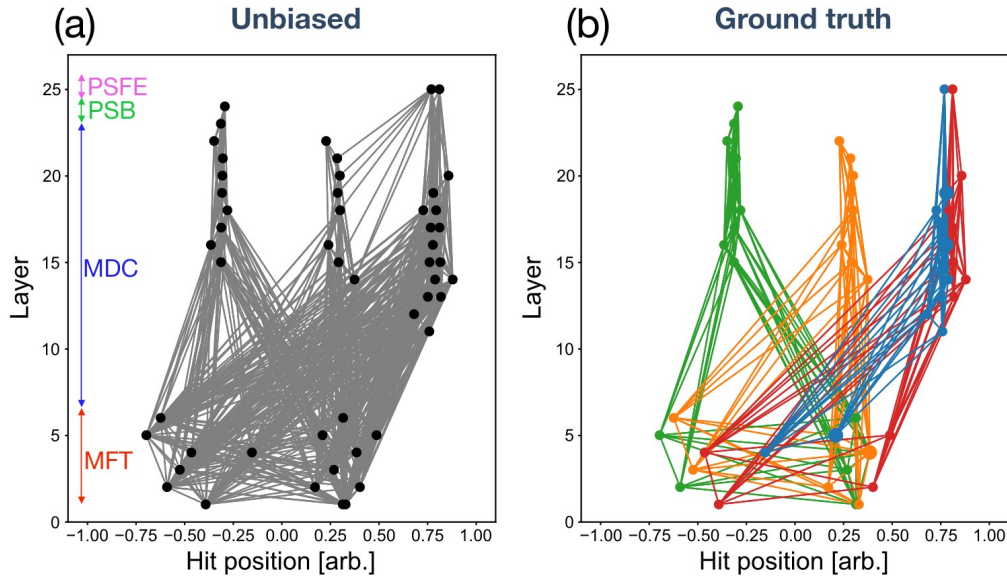 (a) Unbiased
25
20
15
10
5
0
Layer
PSFE
PSB
MDC
MFT
−1.00 −0.75 −0.50 −0.25 0.00 0.25 0.50 0.75 1.00
Hit position [arb.]
(b) Ground truth
25
20
15
10
5
0
Layer
−1.00 −0.75 −0.50 −0.25 0.00 0.25 0.50 0.75 1.00
Hit position [arb.]